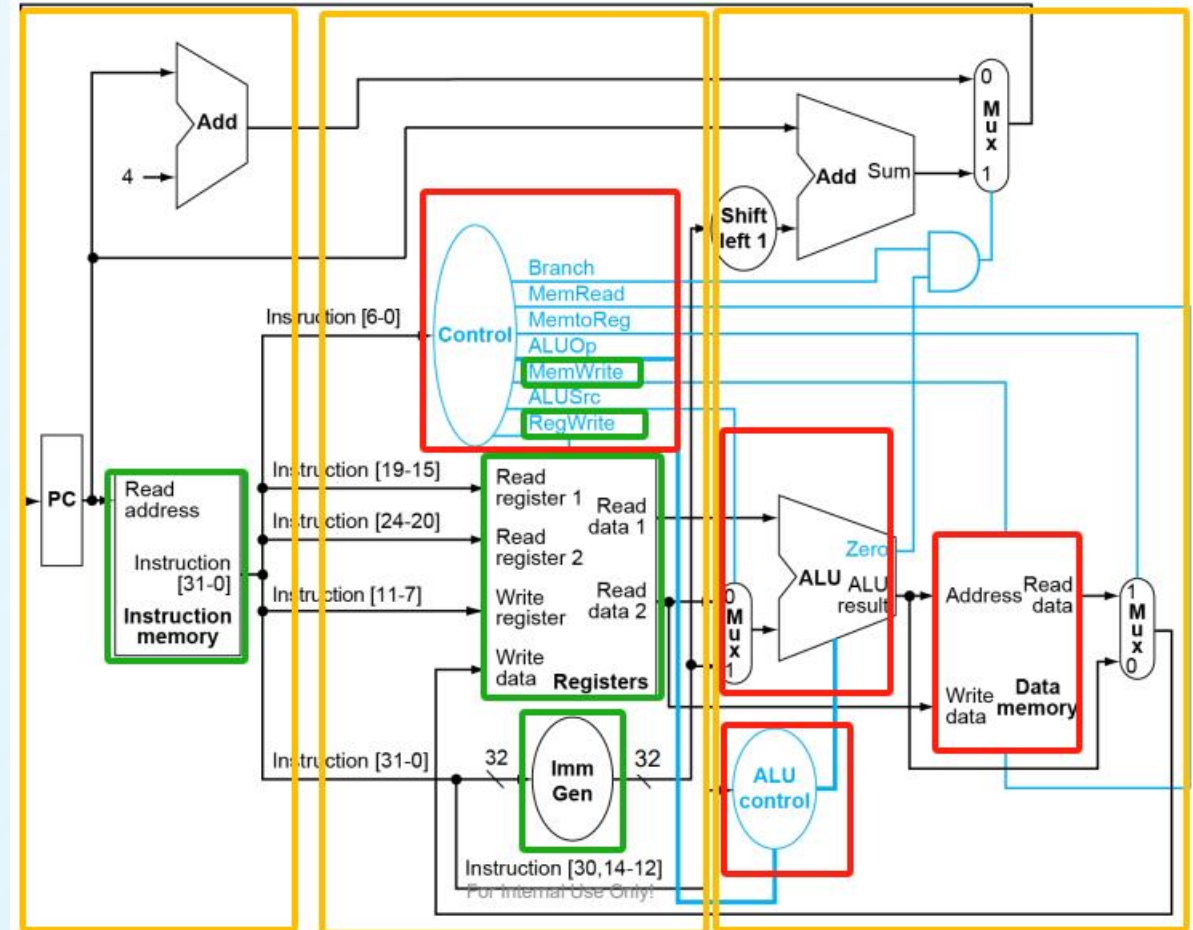 Add
4
0
Mux
1
Add
Sum
Shift
left 1
Branch
MemRead
MemtoReg
ALUOp
MemWrite
ALUSrc
RegWrite
Control
Instruction [6-0]
PC
Read
address
Instruction
[31-0]
Instruction
memory
Instruction [19-15]
Instruction [24-20]
Instruction [11-7]
Instruction [31-0]
Read
register 1
Read
register 2
Write
register
Write
data
Read
data 1
Read
data 2
Registers
0
Mux
1
Zero
ALU
ALU
result
Address
Read
data
Write
data
Data
memory
1
Mux
0
32
Imm
Gen
32
ALU
control
Instruction [30,14-12]
For Internal Use Only!